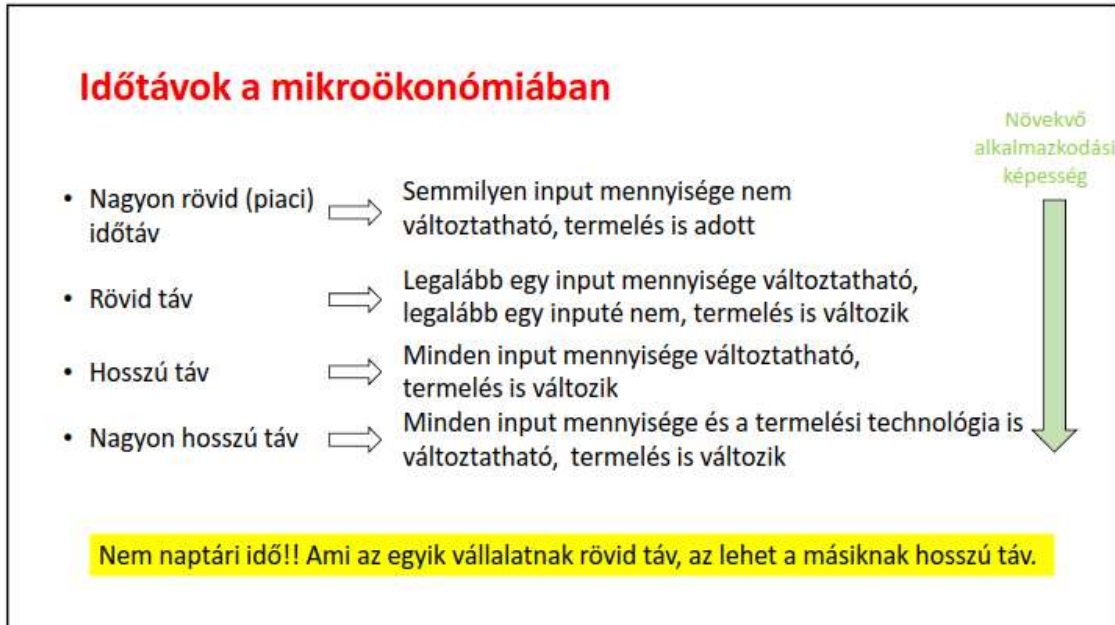 Időtávok a mikroökonómiában
Növekvő
alkalmazkodási
képesség
• Nagyon rövid (piaci)
időtáv
Semmilyen input mennyisége nem
változtatható, termelés is adott
• Rövid táv
Legalább egy input mennyisége változtatható,
legalább egy inputé nem, termelés is változik
• Hosszú táv
Minden input mennyisége változtatható,
termelés is változik
• Nagyon hosszú táv
Minden input mennyisége és a termelési technológia is
változtatható, termelés is változik
Nem naptári idő!! Ami az egyik vállalatnak rövid táv, az lehet a másiknak hosszú táv.